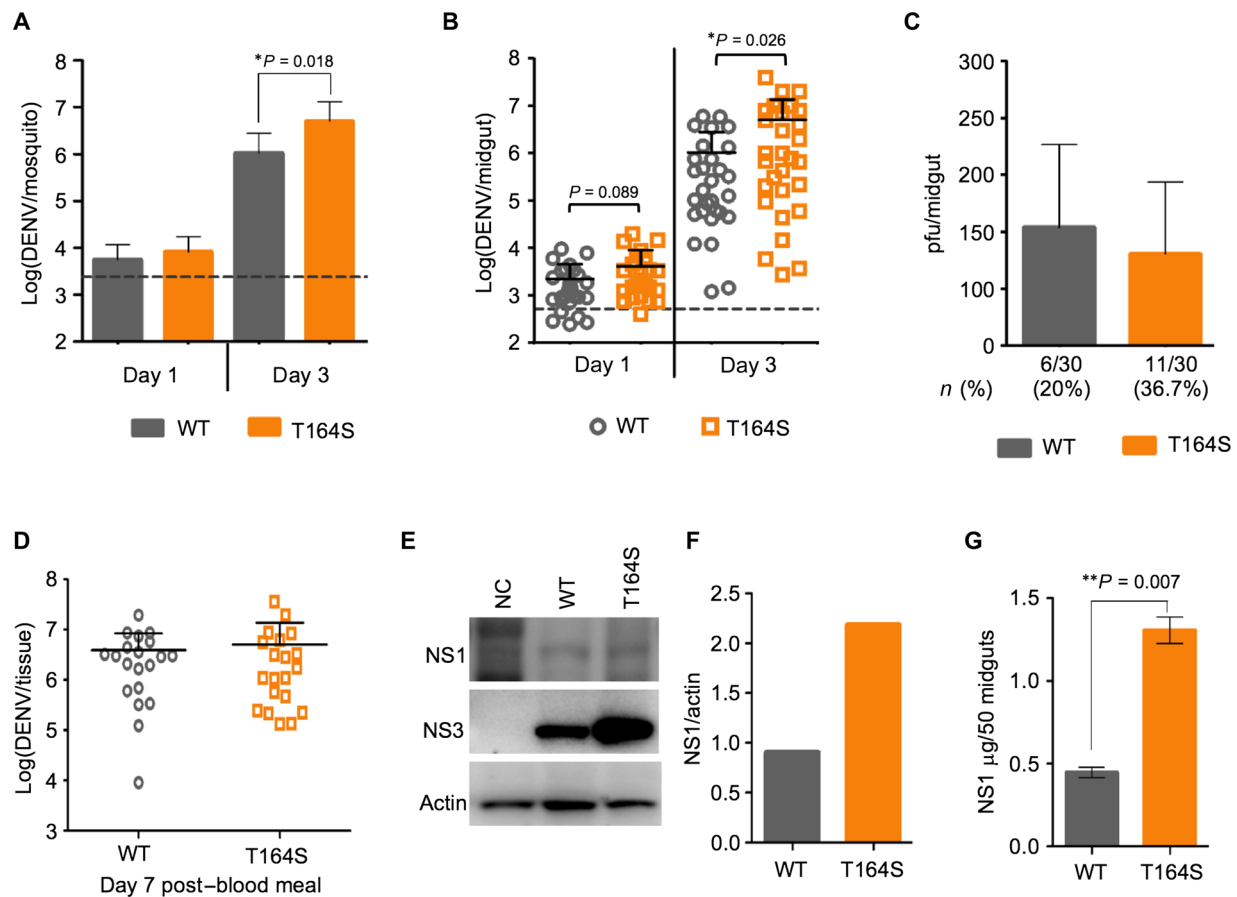 A
Log(DENV/mosquito)
8
7
6
5
4
3
2
*P = 0.018
Day 1
Day 3
WT
T164S
B
Log(DENV/midgut)
8
7
6
5
4
3
2
*P = 0.026
P = 0.089
Day 1
Day 3
WT
T164S
C
pfu/midgut
300
250
200
150
100
50
0
6/30
11/30
n (%)
(20%)
(36.7%)
WT
T164S
D
Log(DENV/tissue)
8
7
6
5
4
3
WT
T164S
Day 7 post–blood meal
E
NC
WT
T164S
NS1
NS3
Actin
F
NS1/actin
2.5
2.0
1.5
1.0
0.5
0.0
WT
T164S
G
NS1 µg/50 midguts
**P = 0.007
1.5
1.0
0.5
0.0
WT
T164S